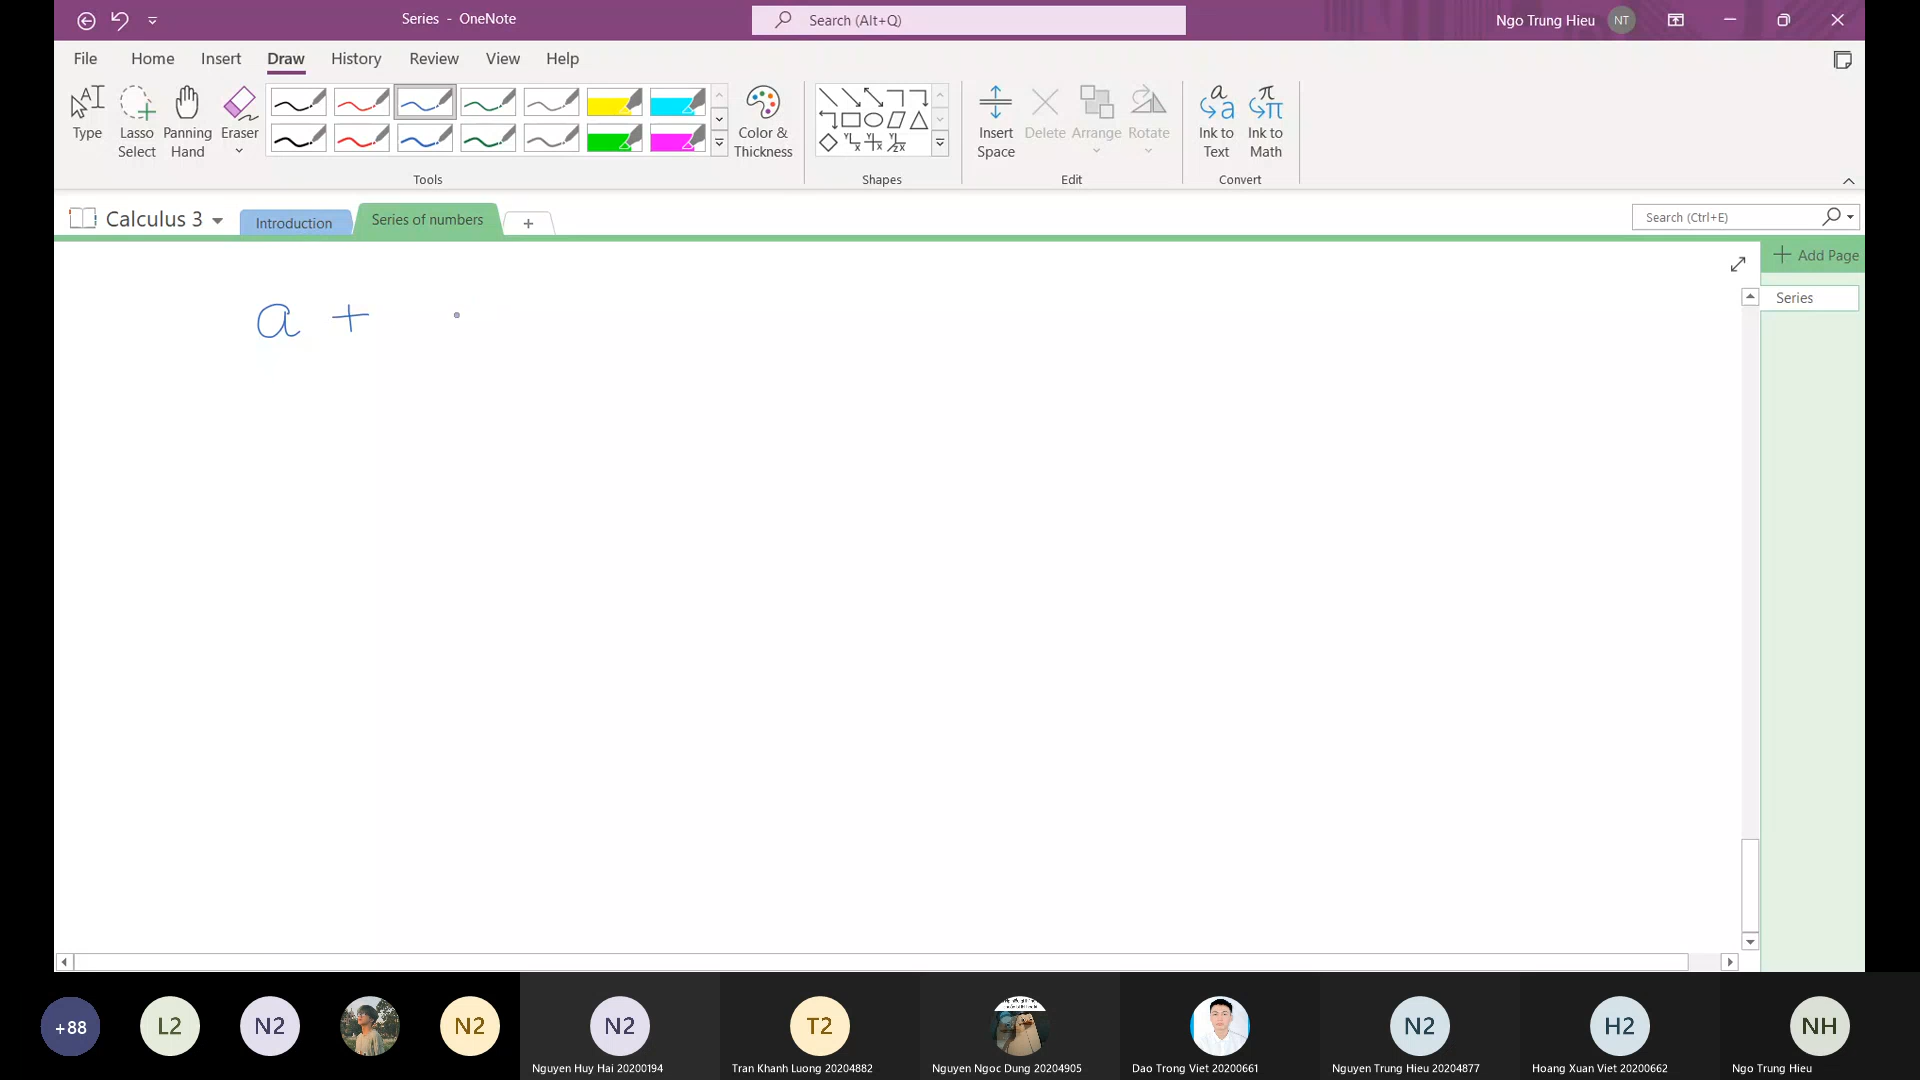 Series - OneNote
Search (Alt+Q)
Ngo Trung Hieu NT
File Home Insert Draw History Review View Help
Type
Lasso Select
Panning Hand
Eraser
Color & Thickness
Insert Space
Delete
Arrange
Rotate
Ink to Text
Ink to Math
Tools
Shapes
Edit
Convert
Calculus 3
Introduction
Series of numbers
Search (Ctrl+E)
Add Page
Series
a +
+88
L2
N2
N2
N2
T2
N2
H2
NH
Nguyen Huy Hai 20200194
Tran Khanh Luong 20204882
Nguyen Ngoc Dung 20204905
Dao Trong Viet 20200661
Nguyen Trung Hieu 20204877
Hoang Xuan Viet 20200662
Ngo Trung Hieu